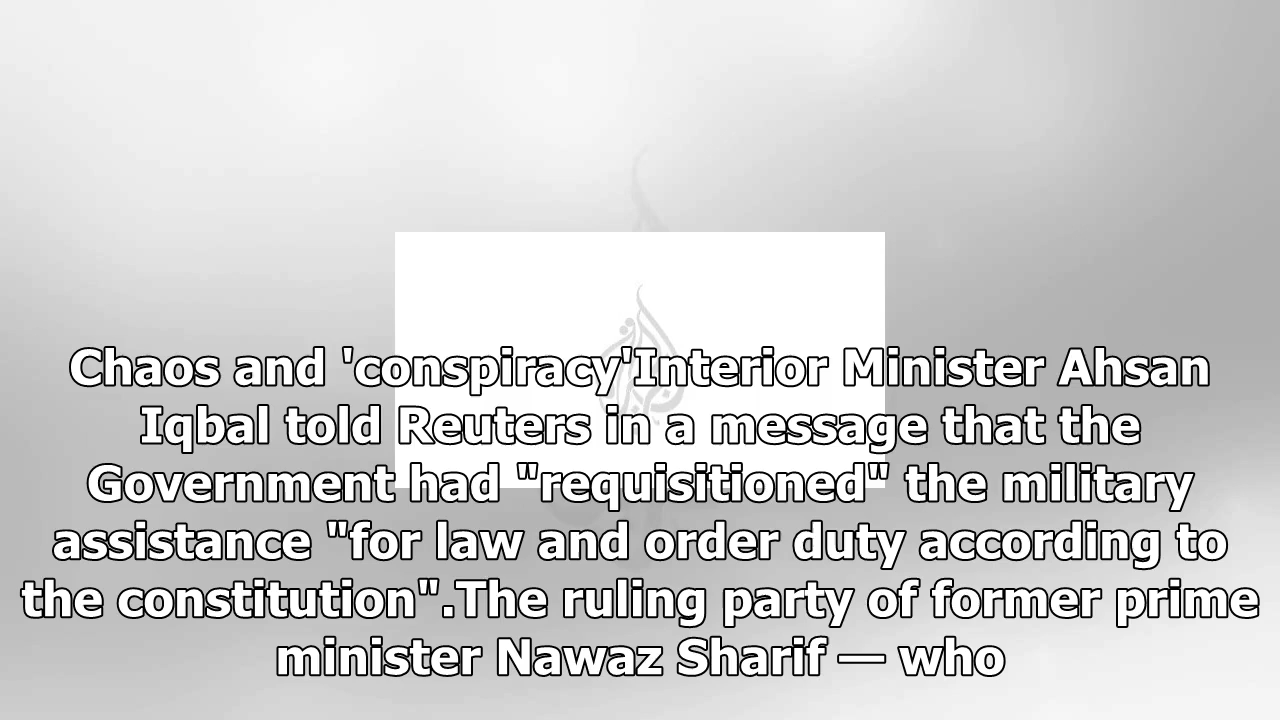 Chaos and 'conspiracy'Interior Minister Ahsan
Iqbal told Reuters in a message that the
Government had "requisitioned" the military
assistance "for law and order duty according to
the constitution".The ruling party of former prime
minister Nawaz Sharif — who